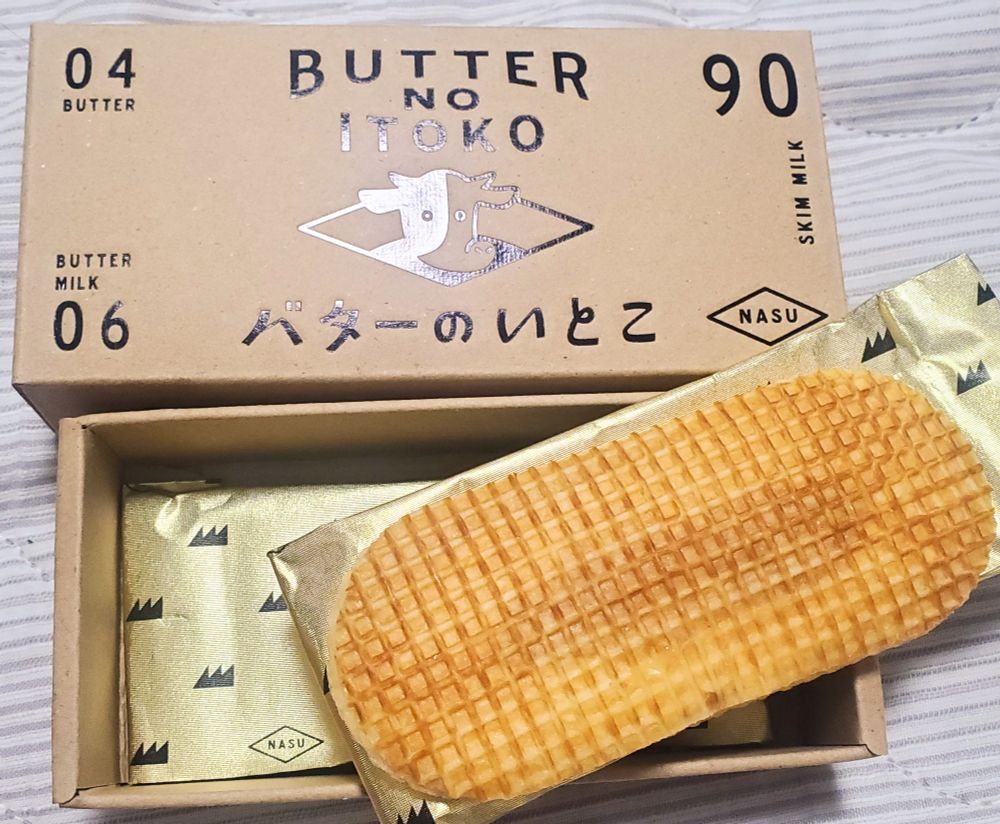 04
BUTTER
BUTTER
NO
ITOKO
90
SKIM MILK
BUTTER
MILK
06
バターのいとこ
NASU
NASU